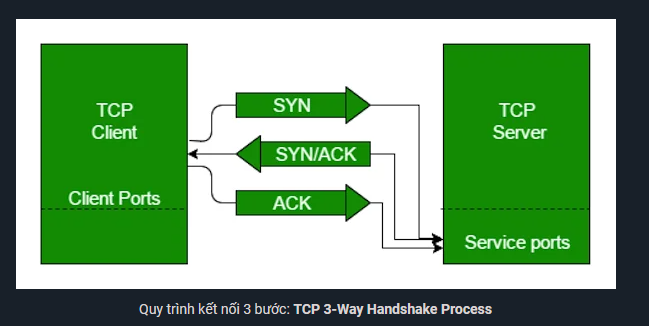 TCP
Client
Client Ports
SYN
SYN/ACK
ACK
TCP
Server
Service ports
Quy trình kết nối 3 bước: TCP 3-Way Handshake Process